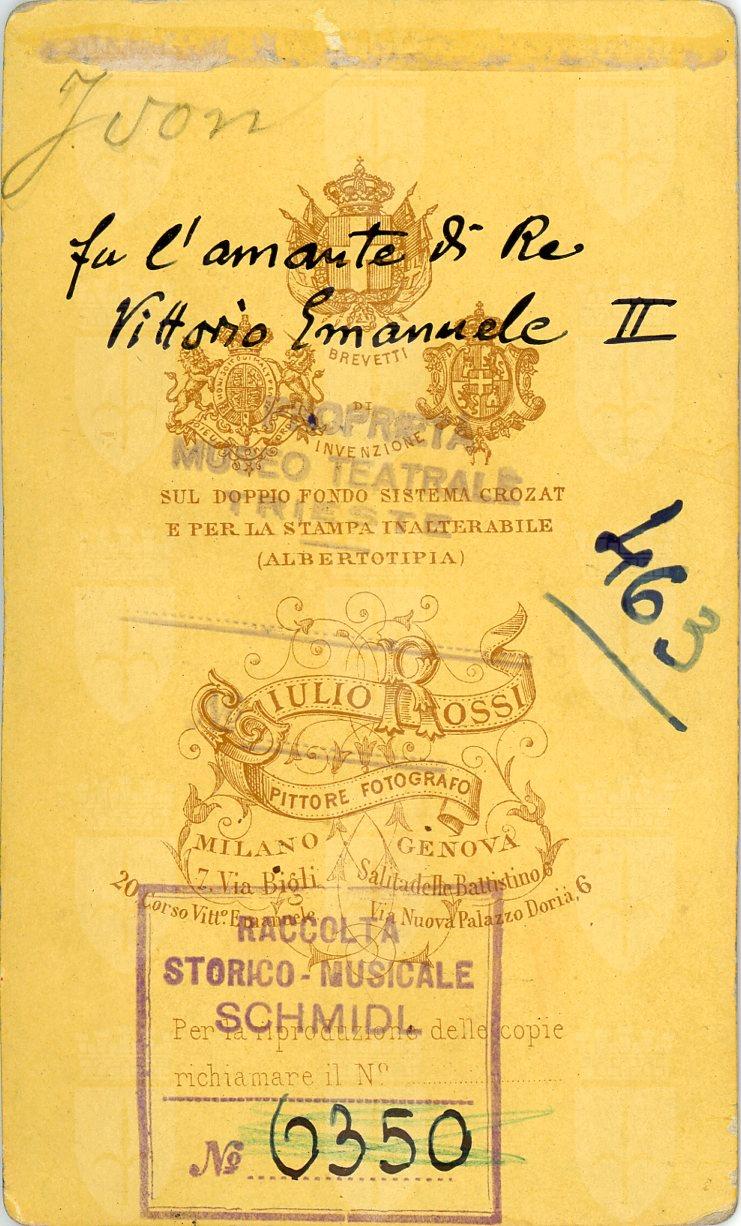 Ivon
fu l'amante di Re
Vittorio Emanuele II
BREVETTI
DI
INVENZIONE
PROPRIETÀ
MUSEO TEATRALE
TRIESTE
SUL DOPPIO FONDO SISTEMA CROZAT
E PER LA STAMPA INALTERABILE
(ALBERTOTIPIA)
463
GIULIO ROSSI
PITTORE FOTOGRAFO
MILANO GENOVA
7, Via Bigli Salita delle Battistine 6
20 Corso Vitt.º Emanuele Via Nuova Palazzo Doria, 6
RACCOLTA
STORICO-MUSICALE
SCHMIDL
Per la riproduzione delle copie
richiamare il Nº
Nº 6350